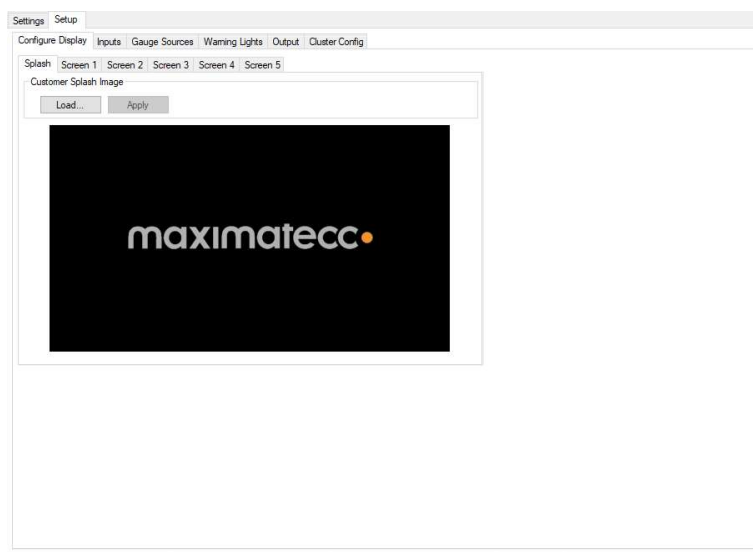 Settings Setup
Configure Display Inputs Gauge Sources Warning Lights Output Cluster Config
Splash Screen 1 Screen 2 Screen 3 Screen 4 Screen 5
Customer Splash Image
Load... Apply
maximatecc